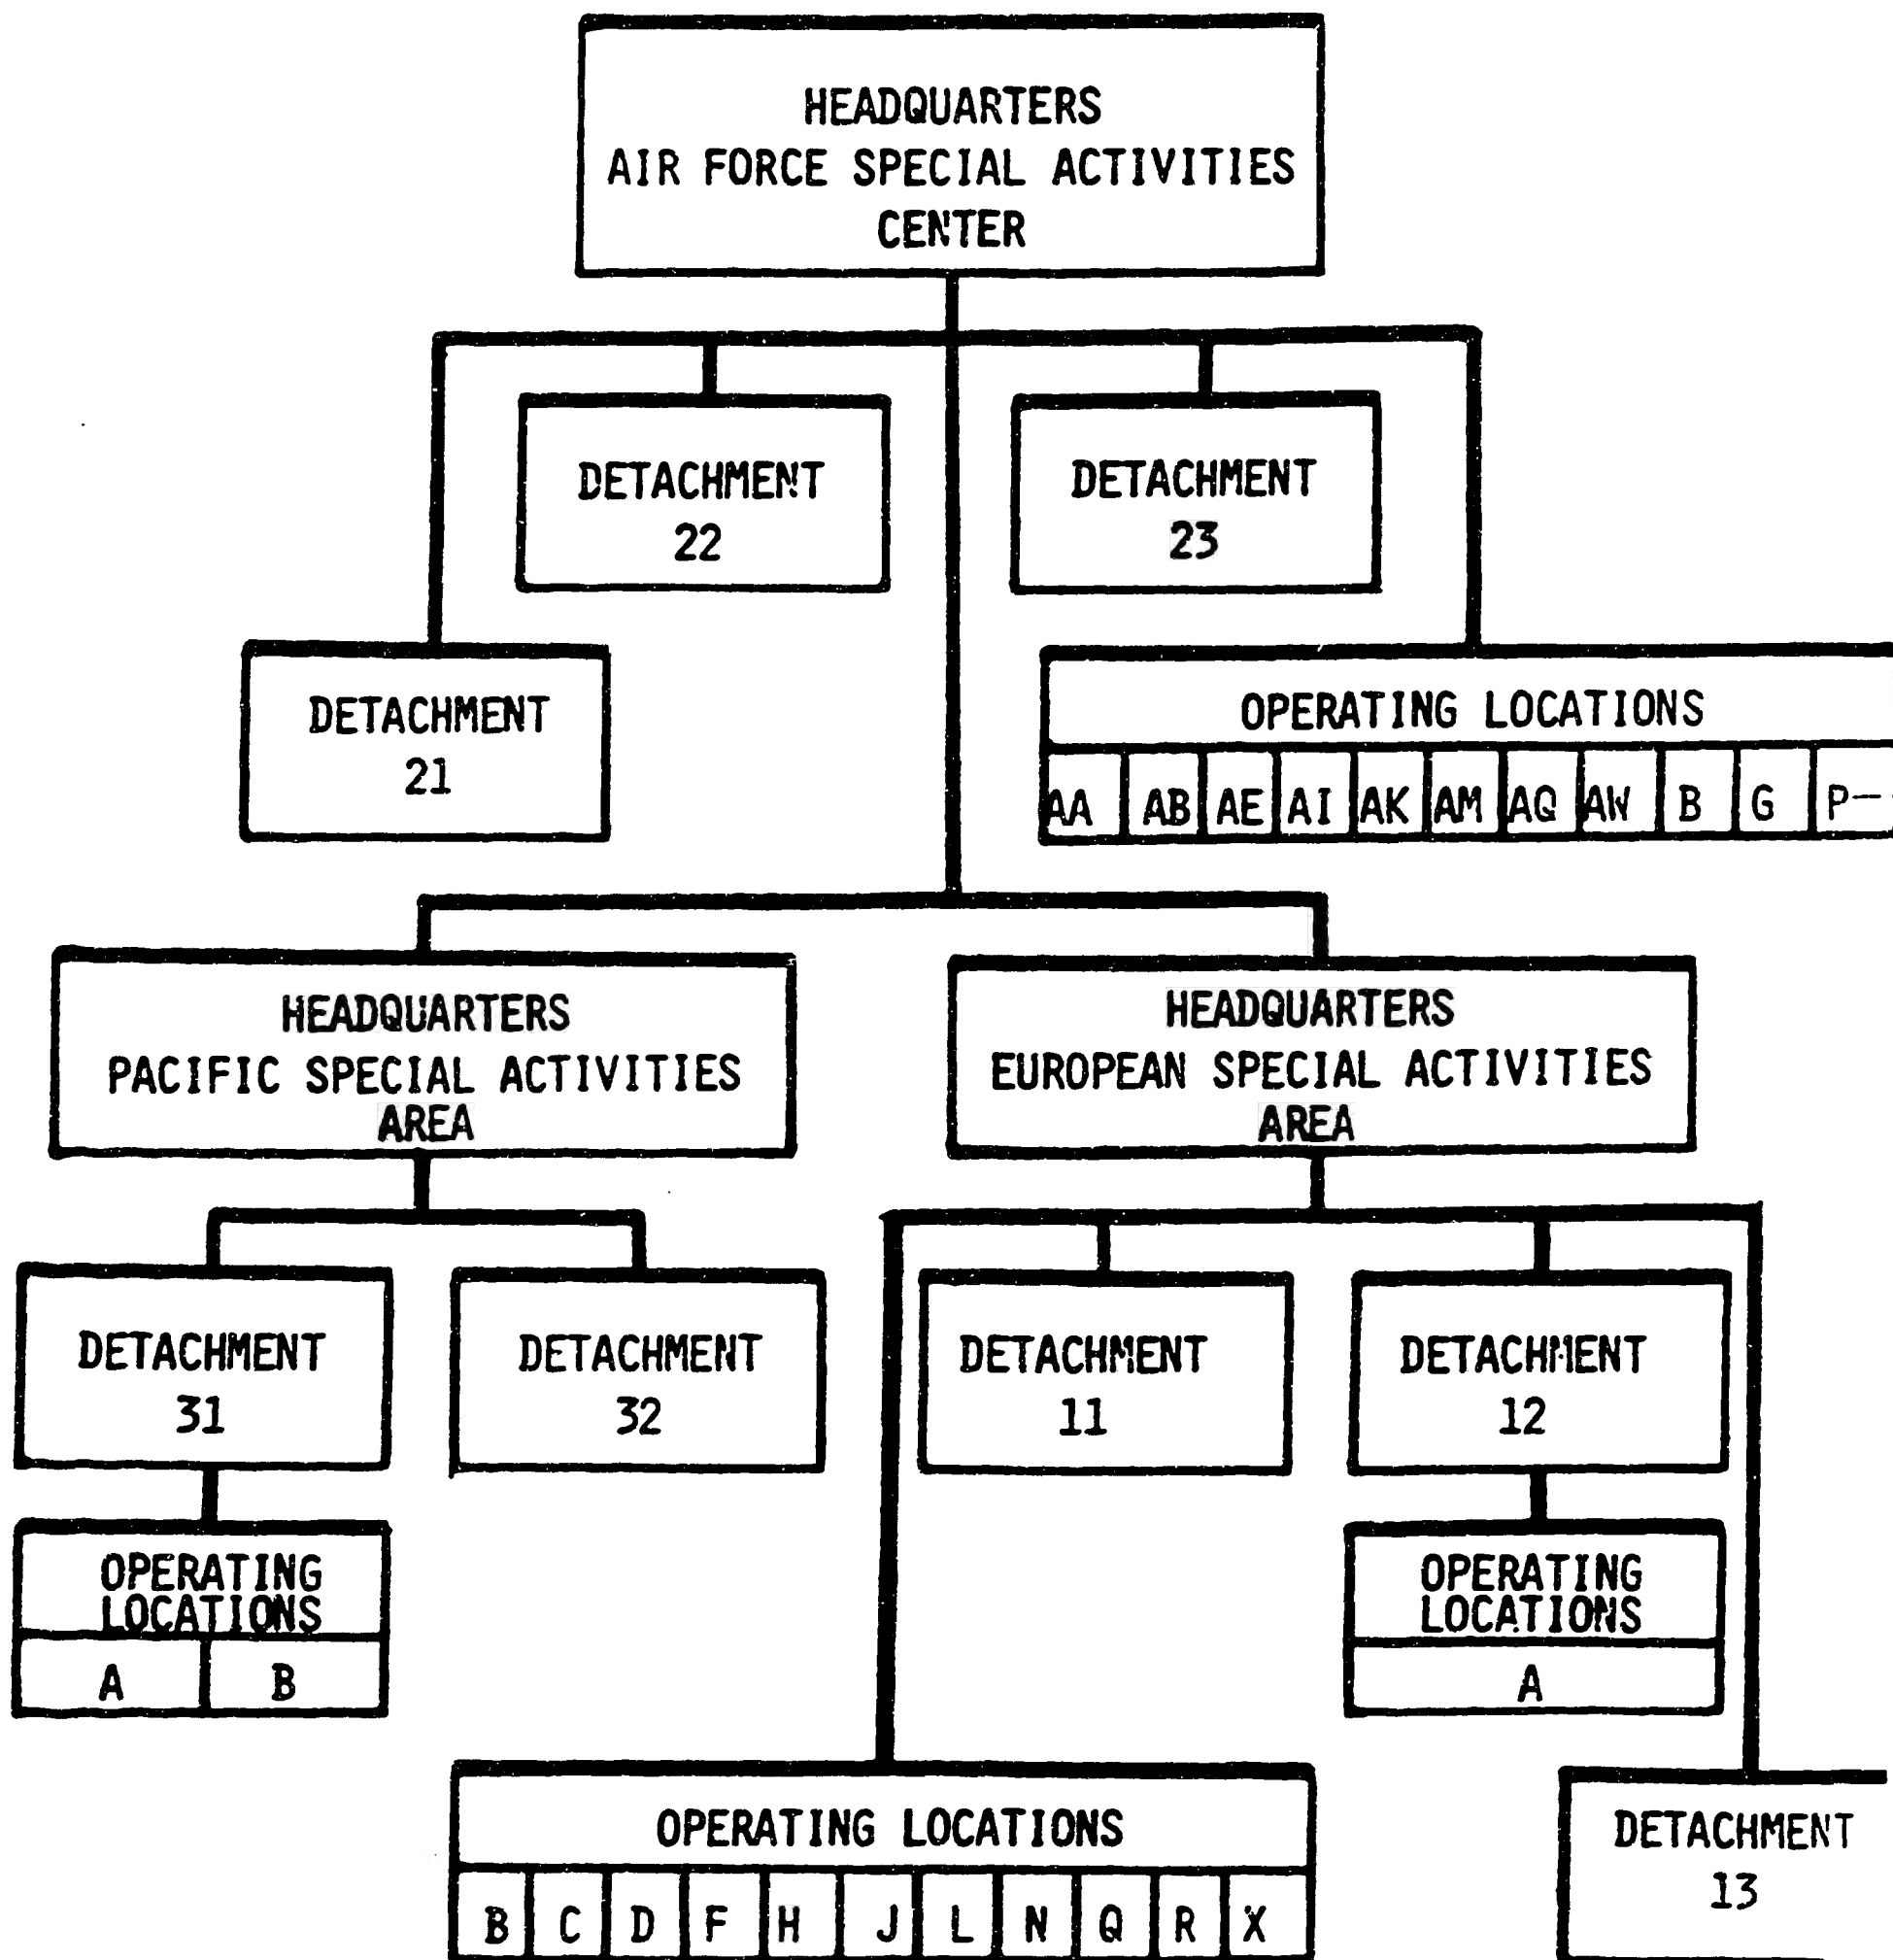 HEADQUARTERS
AIR FORCE SPECIAL ACTIVITIES
CENTER
DETACHMENT
22
DETACHMENT
23
DETACHMENT
21
OPERATING LOCATIONS
AA AB AE AI AK AM AQ AW B G P
HEADQUARTERS
PACIFIC SPECIAL ACTIVITIES
AREA
HEADQUARTERS
EUROPEAN SPECIAL ACTIVITIES
AREA
DETACHMENT
31
DETACHMENT
32
DETACHMENT
11
DETACHMENT
12
OPERATING
LOCATIONS
A B
OPERATING
LOCATIONS
A
OPERATING LOCATIONS
B C D F H J L N Q R X
DETACHMENT
13